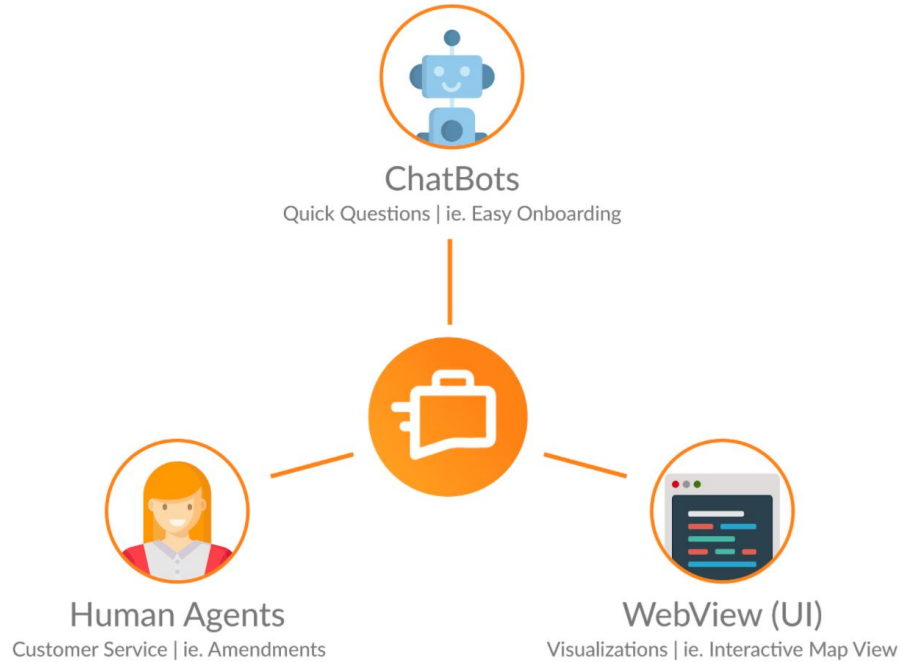 ChatBots
Quick Questions | ie. Easy Onboarding
Human Agents
Customer Service | ie. Amendments
WebView (UI)
Visualizations | ie. Interactive Map View